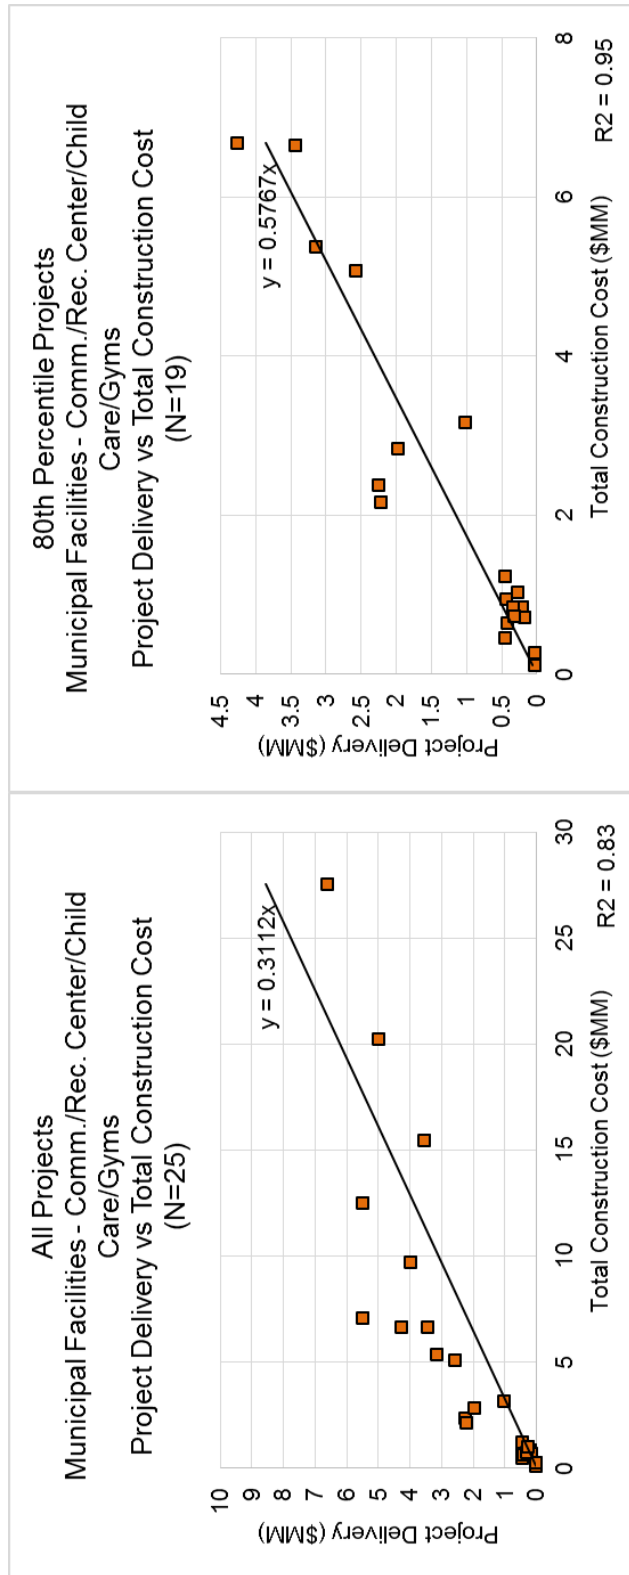 All Projects
Municipal Facilities - Comm./Rec. Center/Child
Care/Gyms
Project Delivery vs Total Construction Cost
(N=25)
10
9
8
7
6
5
4
3
2
1
0
Project Delivery ($MM)
y = 0.3112x
0 5 10 15 20 25 30
Total Construction Cost ($MM)
R2 = 0.83
80th Percentile Projects
Municipal Facilities - Comm./Rec. Center/Child
Care/Gyms
Project Delivery vs Total Construction Cost
(N=19)
4.5
4
3.5
3
2.5
2
1.5
1
0.5
0
Project Delivery ($MM)
y = 0.5767x
0 2 4 6 8
Total Construction Cost ($MM)
R2 = 0.95